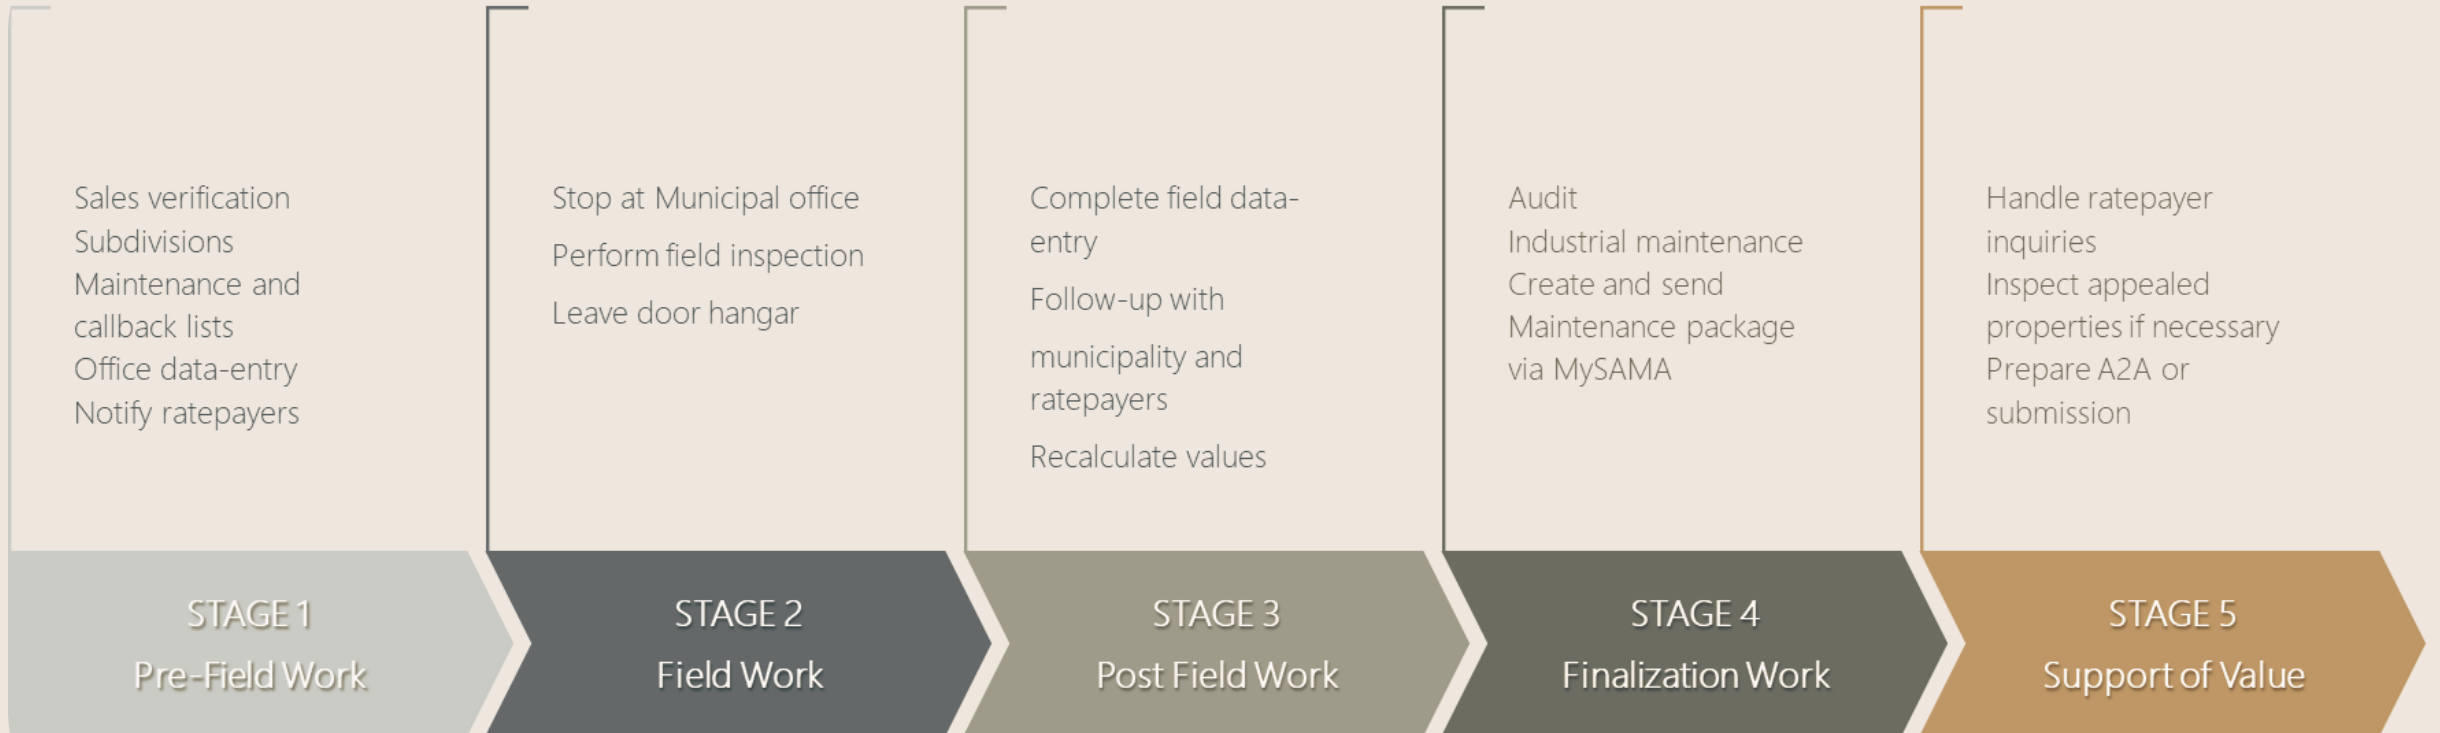 Sales verification
Subdivisions
Maintenance and
callback lists
Office data-entry
Notify ratepayers
STAGE 1
Pre-Field Work
Stop at Municipal office
Perform field inspection
Leave door hangar
STAGE 2
Field Work
Complete field data-
entry
Follow-up with
municipality and
ratepayers
Recalculate values
STAGE 3
Post Field Work
Audit
Industrial maintenance
Create and send
Maintenance package
via MySAMA
STAGE 4
Finalization Work
Handle ratepayer
inquiries
Inspect appealed
properties if necessary
Prepare A2A or
submission
STAGE 5
Support of Value